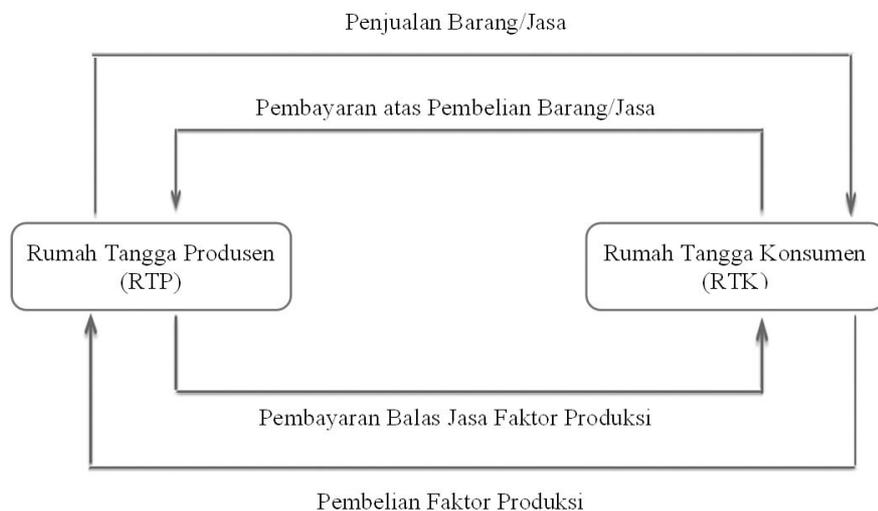 Penjualan Barang/Jasa
Pembayaran atas Pembelian Barang/Jasa
Rumah Tangga Produsen
(RTP)
Rumah Tangga Konsumen
(RTK)
Pembayaran Balas Jasa Faktor Produksi
Pembelian Faktor Produksi